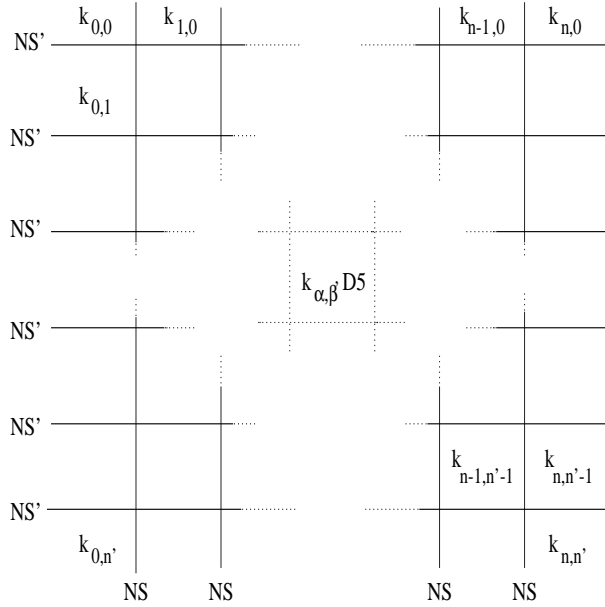 k0,0 k1,0 kn-1,0 kn,0
NS'
k0,1
NS'
NS'
kα,β, D5
NS'
NS'
kn-1,n'-1 kn,n'-1
NS'
k0,n' kn,n'
NS NS NS NS